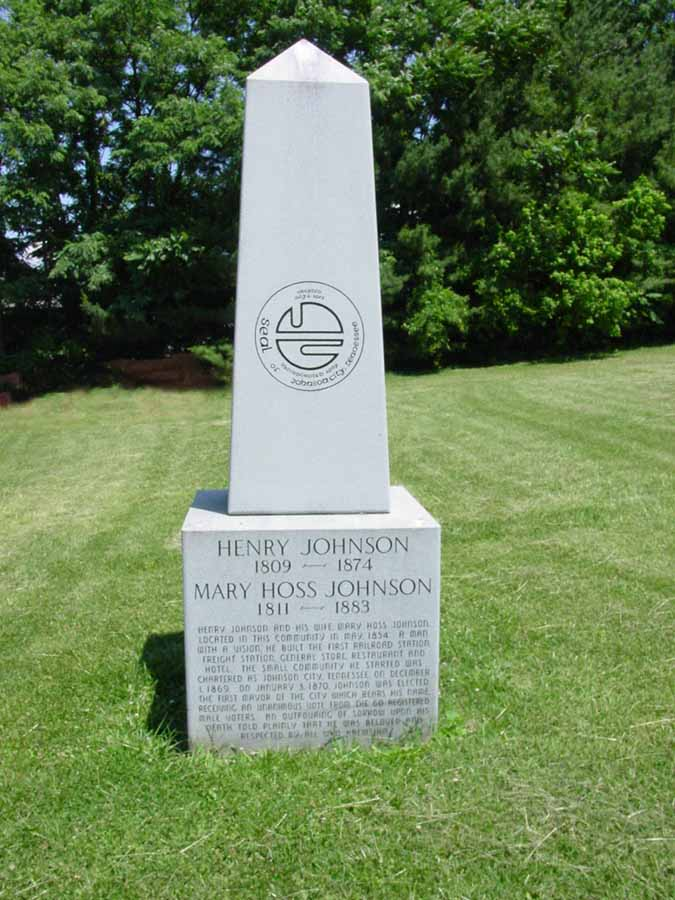 Seal of Johnson City, Tennessee
HENRY JOHNSON
1809 — 1874
MARY HOSS JOHNSON
1811 — 1883
HENRY JOHNSON AND HIS WIFE MARY HOSS JOHNSON,
LOCATED IN THIS COMMUNITY IN MAY, 1854. A MAN
WITH A VISION, HE BUILT THE FIRST RAILROAD STATION,
FREIGHT STATION, GENERAL STORE, RESTAURANT AND
HOTEL. THE SMALL COMMUNITY HE STARTED WAS
CHARTERED AS JOHNSON CITY, TENNESSEE, ON DECEMBER
1, 1869. ON JANUARY 3, 1870, JOHNSON WAS ELECTED
THE FIRST MAYOR OF THE CITY WHICH BEARS HIS NAME,
RECEIVING AN UNANIMOUS VOTE FROM THE 60 REGISTERED
MALE VOTERS. AN OUTPOURING OF SORROW UPON HIS
DEATH TOLD PLAINLY THAT HE WAS BELOVED AND
RESPECTED BY ALL WHO KNEW HIM.